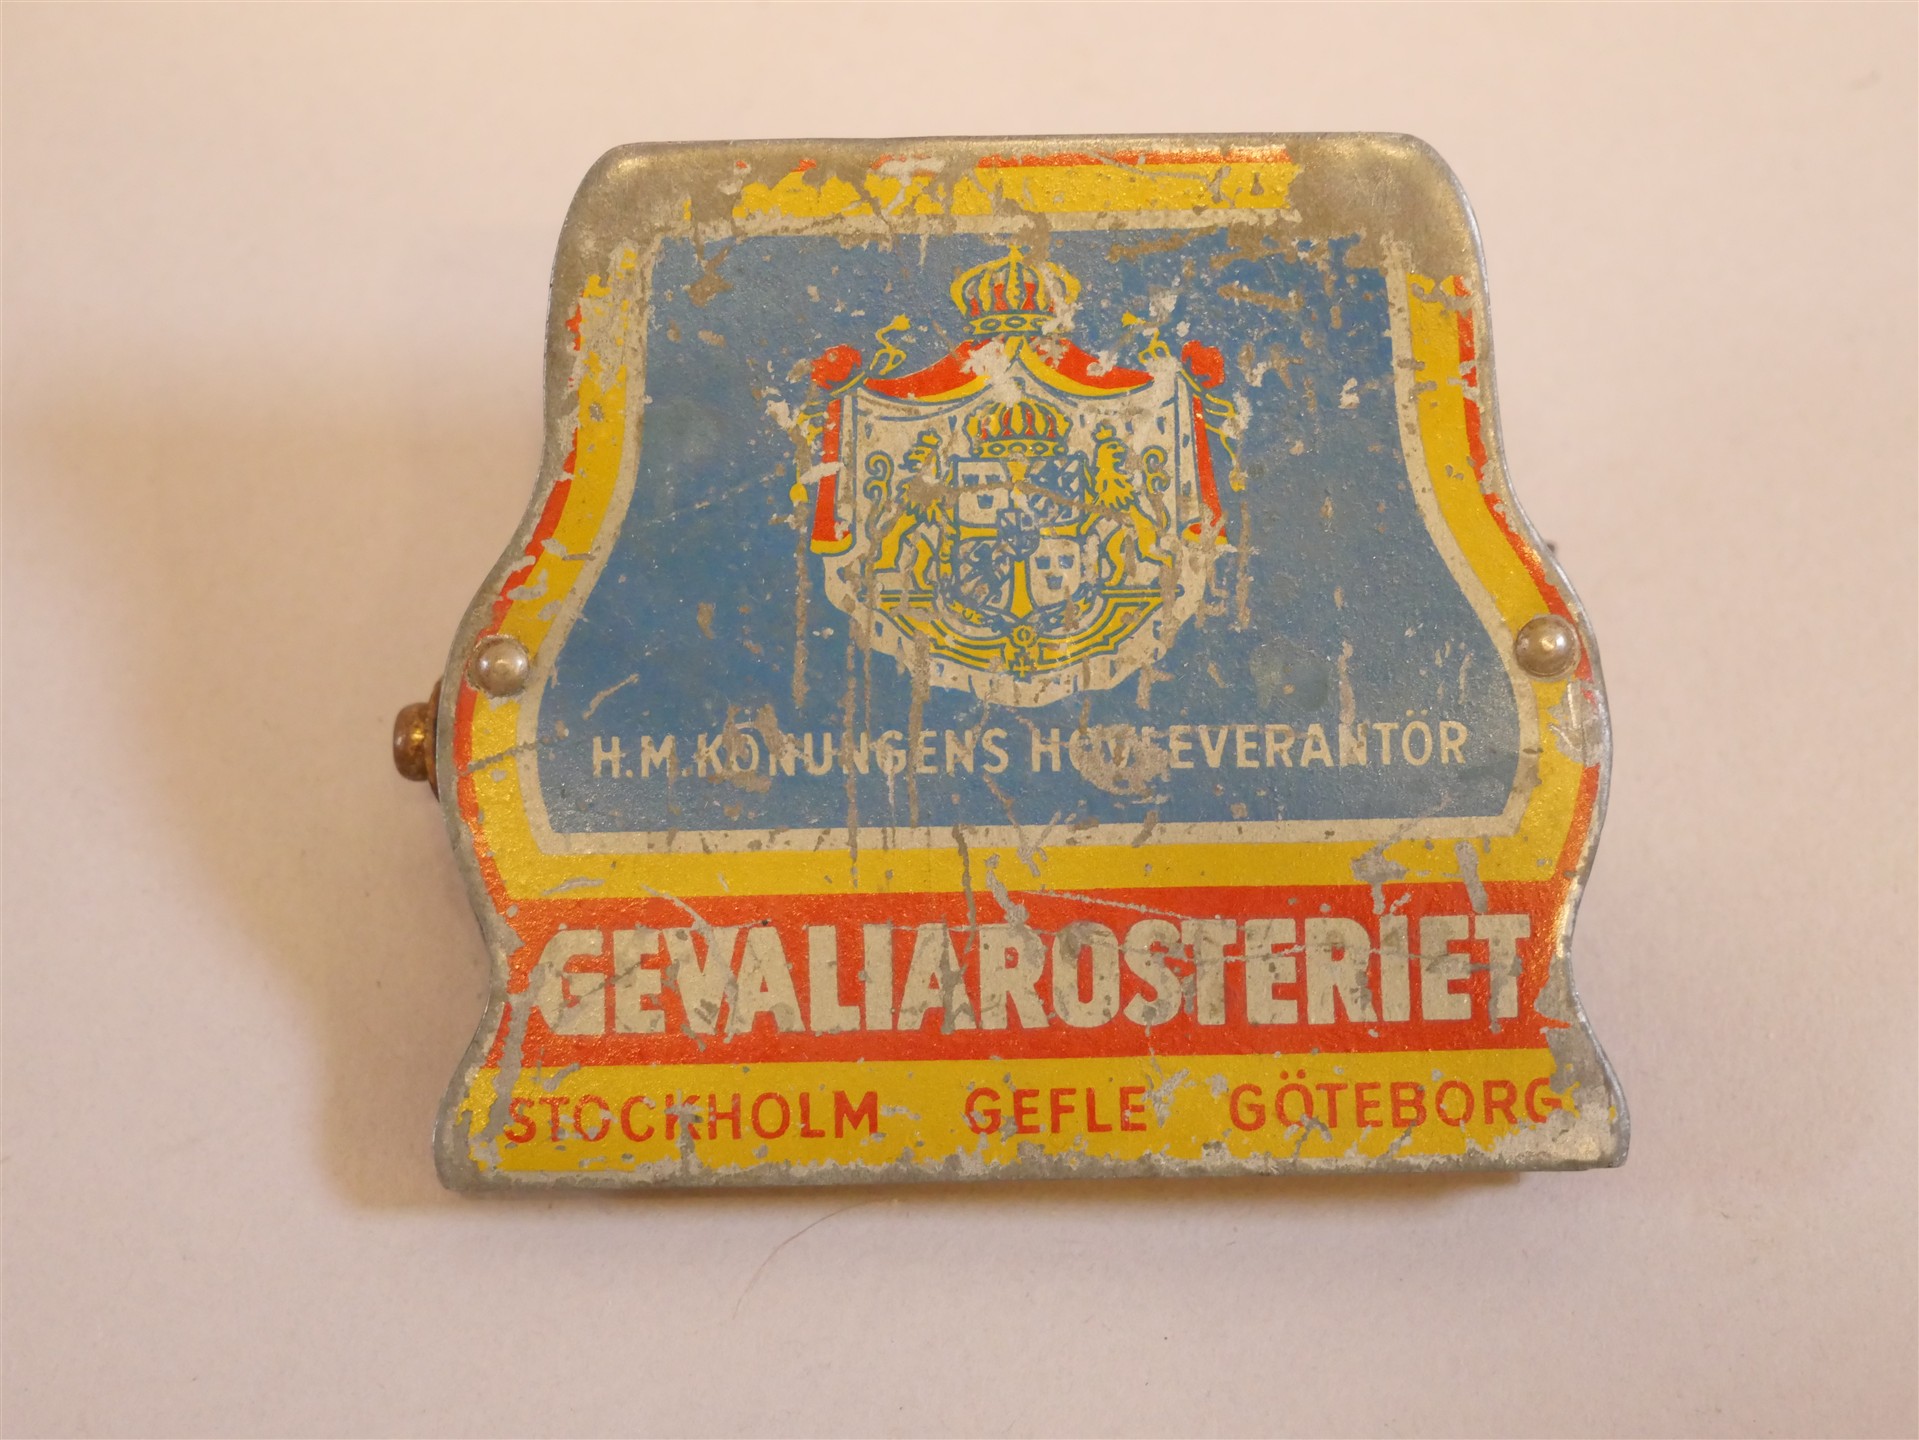 H.M. KONUNGENS HOVLEVERANTÖR
GEVALIAROSTERIET
STOCKHOLM GEFLE GÖTEBORG